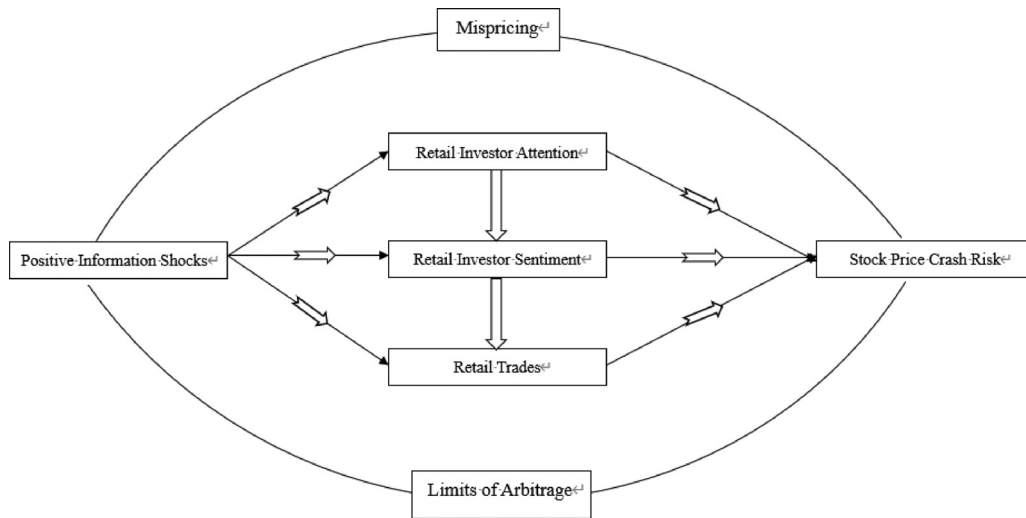 Mispricing↵
Retail·Investor·Attention↵
Positive·Information·Shocks↵
Retail·Investor·Sentiment↵
Stock·Price·Crash·Risk↵
Retail·Trades↵
Limits·of·Arbitrage↵